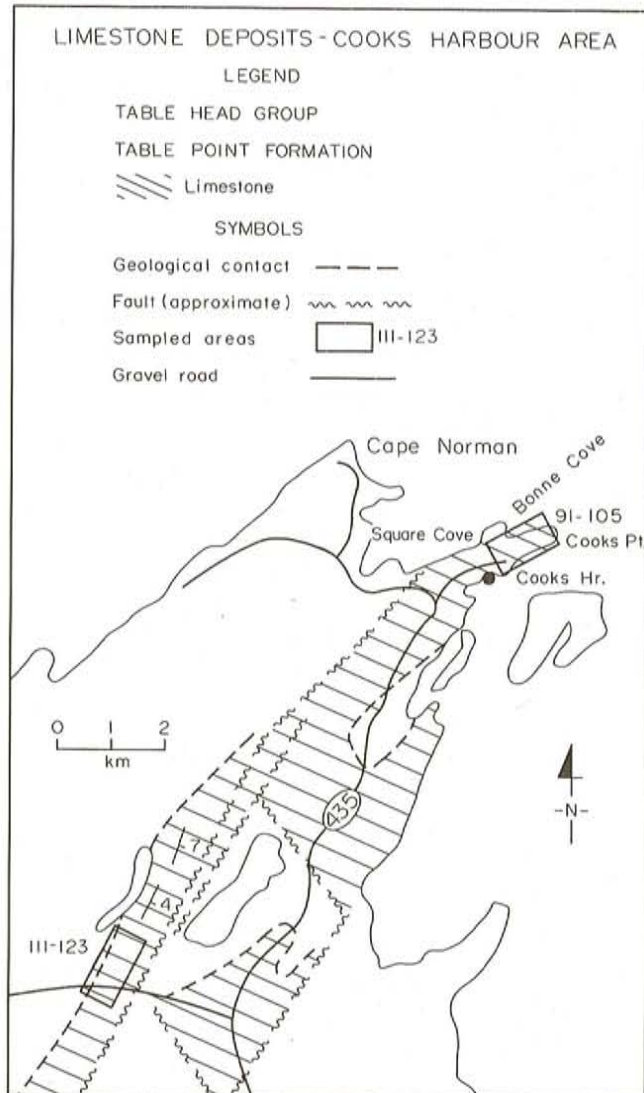 LIMESTONE DEPOSITS - COOKS HARBOUR AREA
LEGEND
TABLE HEAD GROUP
TABLE POINT FORMATION
Limestone
SYMBOLS
Geological contact
Fault (approximate)
Sampled areas 111-123
Gravel road
Cape Norman
Bonne Cove
91-105
Square Cove
Cooks Pt
Cooks Hr.
0 1 2
km
-N-
435
7
4
111-123